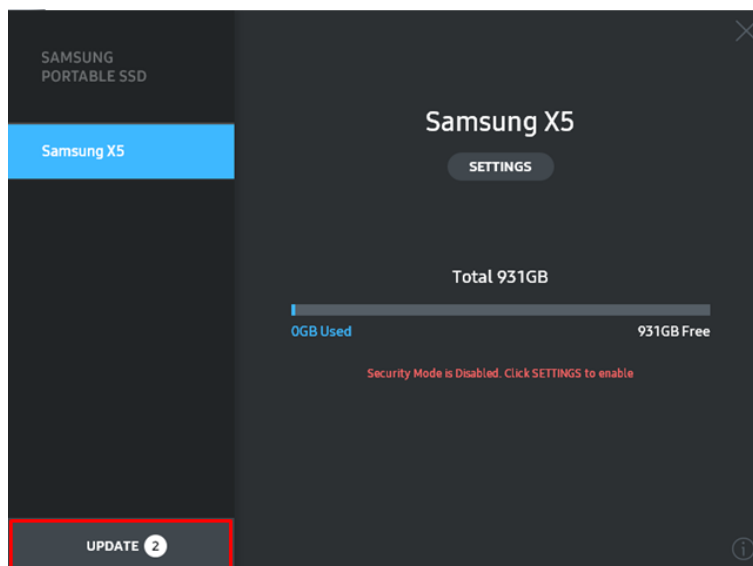 SAMSUNG
PORTABLE SSD
Samsung X5
Samsung X5
SETTINGS
Total 931GB
0GB Used
931GB Free
Security Mode is Disabled. Click SETTINGS to enable
UPDATE 2